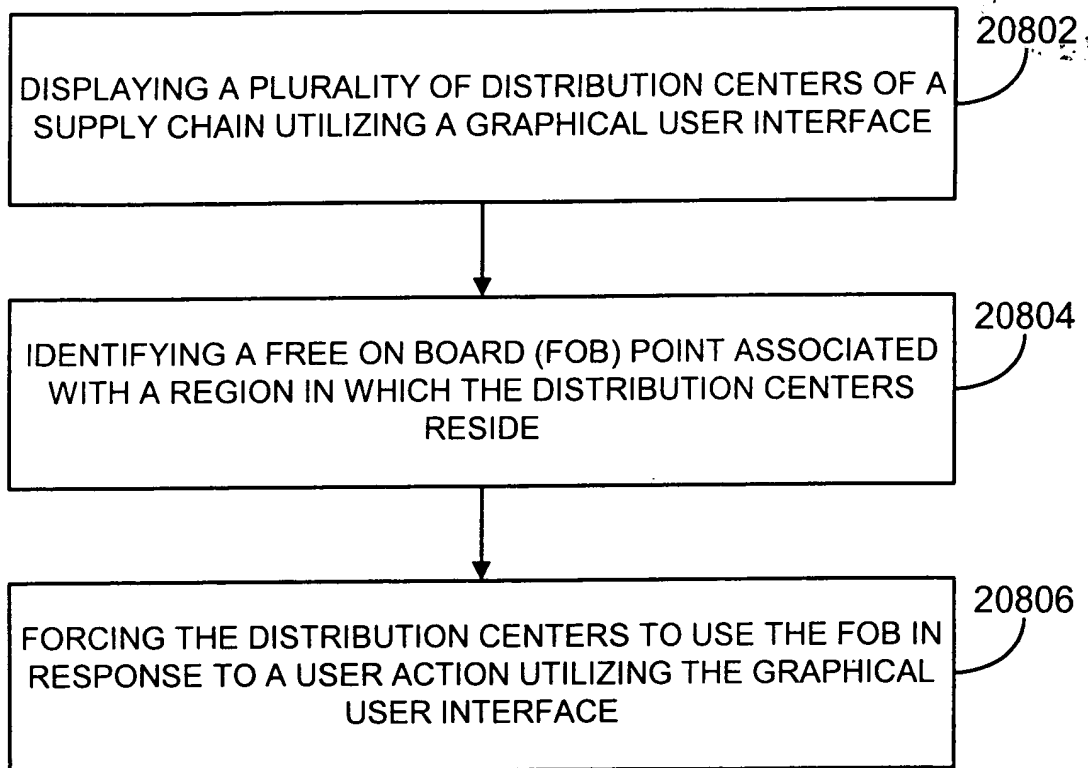 20802
DISPLAYING A PLURALITY OF DISTRIBUTION CENTERS OF A
SUPPLY CHAIN UTILIZING A GRAPHICAL USER INTERFACE
20804
IDENTIFYING A FREE ON BOARD (FOB) POINT ASSOCIATED
WITH A REGION IN WHICH THE DISTRIBUTION CENTERS
RESIDE
20806
FORCING THE DISTRIBUTION CENTERS TO USE THE FOB IN
RESPONSE TO A USER ACTION UTILIZING THE GRAPHICAL
USER INTERFACE